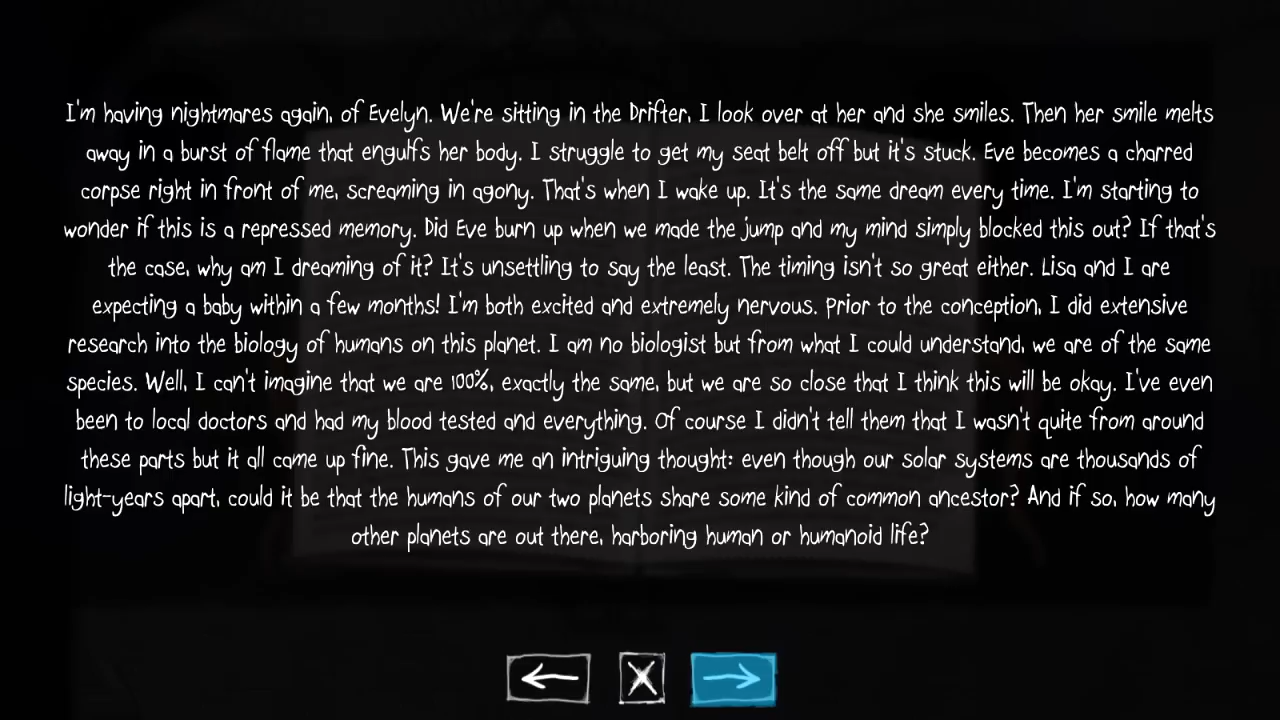 I'm having nightmares again, of Evelyn. We're sitting in the Drifter, I look over at her and she smiles. Then her smile melts
away in a burst of flame that engulfs her body. I struggle to get my seat belt off but it's stuck. Eve becomes a charred
corpse right in front of me, screaming in agony. That's when I wake up. It's the same dream every time. I'm starting to
wonder if this is a repressed memory. Did Eve burn up when we made the jump and my mind simply blocked this out? If that's
the case, why am I dreaming of it? It's unsettling to say the least. The timing isn't so great either. Lisa and I are
expecting a baby within a few months! I'm both excited and extremely nervous. Prior to the conception, I did extensive
research into the biology of humans on this planet. I am no biologist but from what I could understand, we are of the same
species. Well, I can't imagine that we are 100%, exactly the same, but we are so close that I think this will be okay. I've even
been to local doctors and had my blood tested and everything. Of course I didn't tell them that I wasn't quite from around
these parts but it all came up fine. This gave me an intriguing thought: even though our solar systems are thousands of
light-years apart, could it be that the humans of our two planets share some kind of common ancestor? And if so, how many
other planets are out there, harboring human or humanoid life?